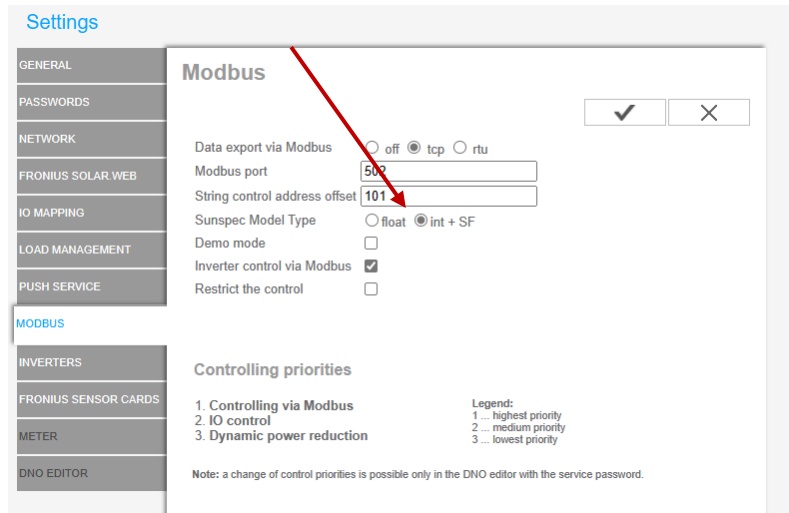 Settings
GENERAL
PASSWORDS
NETWORK
FRONIUS SOLAR.WEB
IO MAPPING
LOAD MANAGEMENT
PUSH SERVICE
MODBUS
INVERTERS
FRONIUS SENSOR CARDS
METER
DNO EDITOR
Modbus
Data export via Modbus off tcp rtu
Modbus port 502
String control address offset 101
Sunspec Model Type float int + SF
Demo mode
Inverter control via Modbus
Restrict the control
Controlling priorities
1. Controlling via Modbus
2. IO control
3. Dynamic power reduction
Legend:
1 ... highest priority
2 ... medium priority
3 ... lowest priority
Note: a change of control priorities is possible only in the DNO editor with the service password.